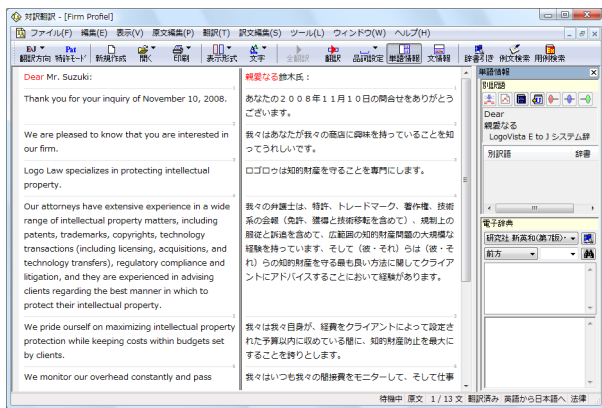 対訳翻訳 - [Firm Profiel]
ファイル(F) 編集(E) 表示(V) 原文編集(P) 翻訳(T) 訳文編集(S) ツール(L) ウィンドウ(W) ヘルプ(H)
EJ Pat
翻訳方向 特許モード 新規作成 開く 印刷 表示形式 文字 全翻訳 翻訳 品詞設定 単語情報 文情報 辞書引き 例文検索 用例検索
Dear Mr. Suzuki:
親愛なる鈴木氏：
Thank you for your inquiry of November 10, 2008.
あなたの２００８年１１月１０日の問合せをありがとう
ございます。
We are pleased to know that you are interested in
our firm.
我々はあなたが我々の商店に興味を持っていることを知
ってうれしいです。
Logo Law specializes in protecting intellectual
property.
ロゴロゥは知的財産を守ることを専門にします。
Our attorneys have extensive experience in a wide
range of intellectual property matters, including
patents, trademarks, copyrights, technology
transactions (including licensing, acquisitions, and
technology transfers), regulatory compliance and
litigation, and they are experienced in advising
clients regarding the best manner in which to
protect their intellectual property.
我々の弁護士は、特許、トレードマーク、著作権、技術
系の会報（免許、獲得と技術移転を含めて）、規制上の
服従と訴追を含めて、広範囲の知的財産問題の大規模な
経験を持っています、そして（彼・それ）らは（彼・そ
れ）らの知的財産を守る最も良い方法に関してクライア
ントにアドバイスすることにおいて経験があります。
We pride ourself on maximizing intellectual property
protection while keeping costs within budgets set
by clients.
我々は我々自身が、経費をクライアントによって設定さ
れた予算以内に収めている間に、知的財産防止を最大に
することを誇りとします。
We monitor our overhead constantly and pass
我々はいつも我々の間接費をモニターして、そして仕事
単語情報
別訳語
Dear
親愛なる
LogoVista E to J システム辞
別訳語 辞書
電子辞典
研究社 新英和(第7版)
前方
待機中 原文 1 / 13 文 翻訳済み 英語から日本語へ 法律